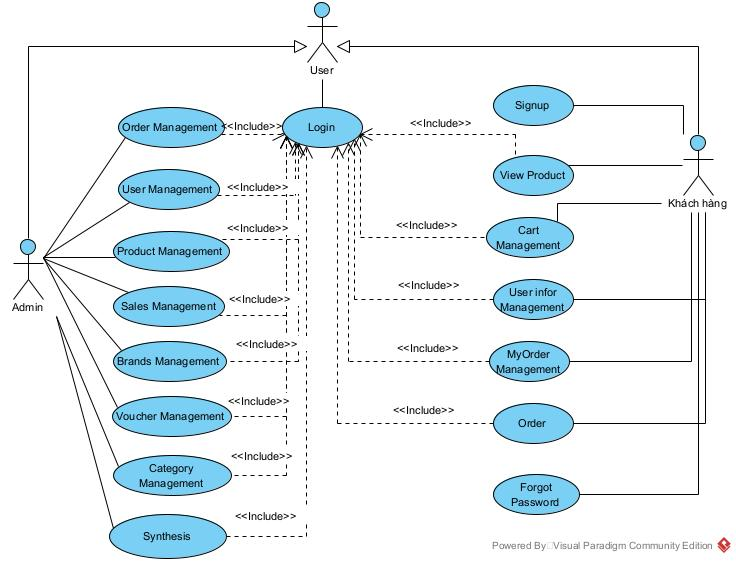 User
Signup
Order Management
<<Include>>
Login
<<Include>>
View Product
User Management
<<Include>>
Khách hàng
Product Management
<<Include>>
<<Include>>
Cart
Management
Admin
Sales Management
<<Include>>
<<Include>>
User infor
Management
Brands Management
<<Include>>
<<Include>>
MyOrder
Management
Voucher Management
<<Include>>
<<Include>>
Order
Category
Management
<<Include>>
Forgot
Password
Synthesis
<<Include>>
Powered By Visual Paradigm Community Edition